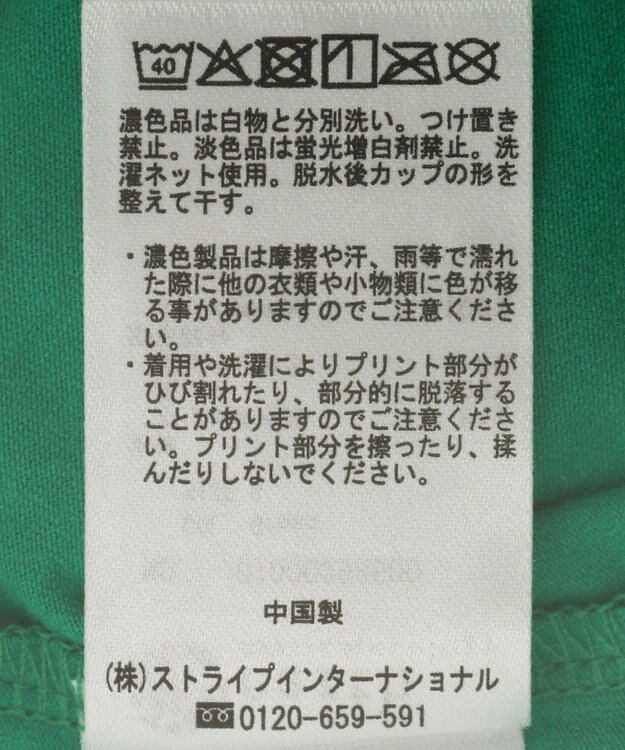 40
濃色品は白物と分別洗い。つけ置き
禁止。淡色品は蛍光増白剤禁止。洗
濯ネット使用。脱水後カップの形を
整えて干す。
・濃色製品は摩擦や汗、雨等で濡れ
た際に他の衣類や小物類に色が移
る事がありますのでご注意くださ
い。
・着用や洗濯によりプリント部分が
ひび割れたり、部分的に脱落する
ことがありますのでご注意くださ
い。プリント部分を擦ったり、揉
んだりしないでください。
中国製
(株)ストライプインターナショナル
0120-659-591